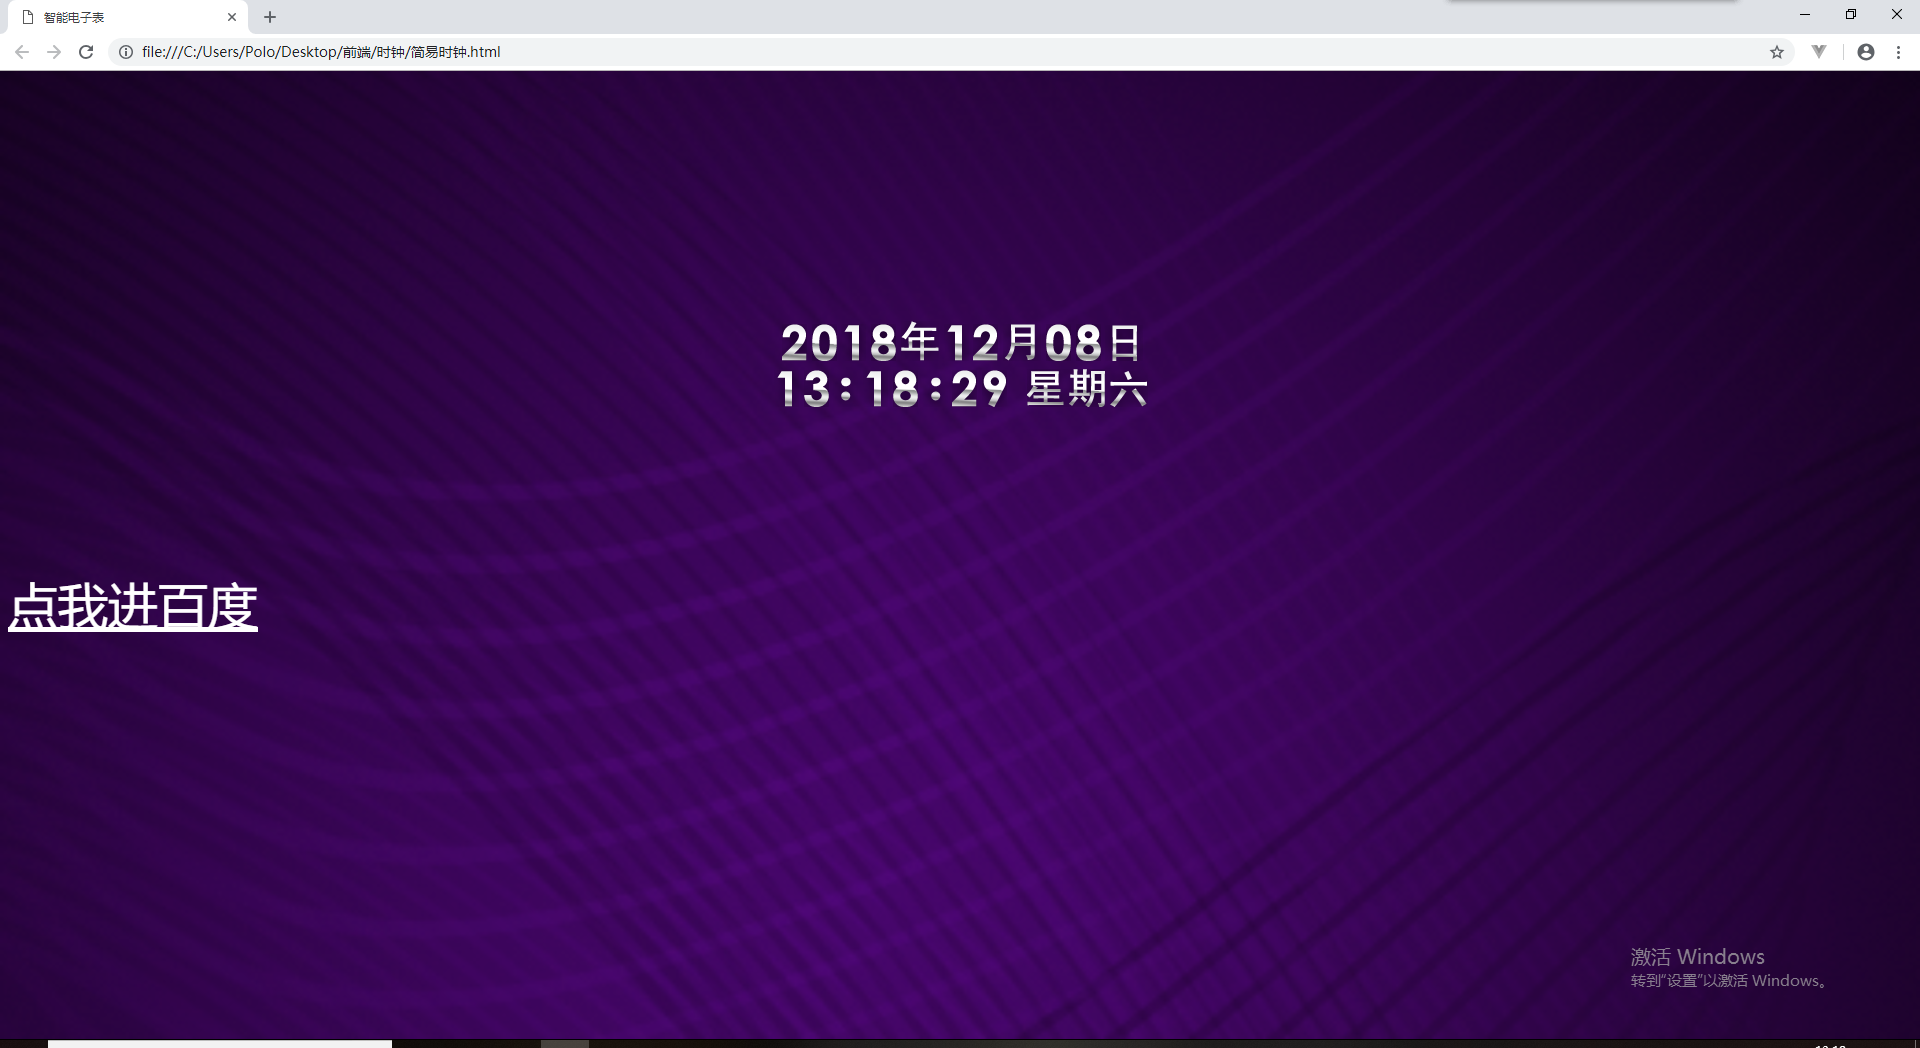 智能电子表
file:///C:/Users/Polo/Desktop/前端/时钟/简易时钟.html
2018年12月08日
13:18:29 星期六
点我进百度
激活 Windows
转到“设置”以激活 Windows。